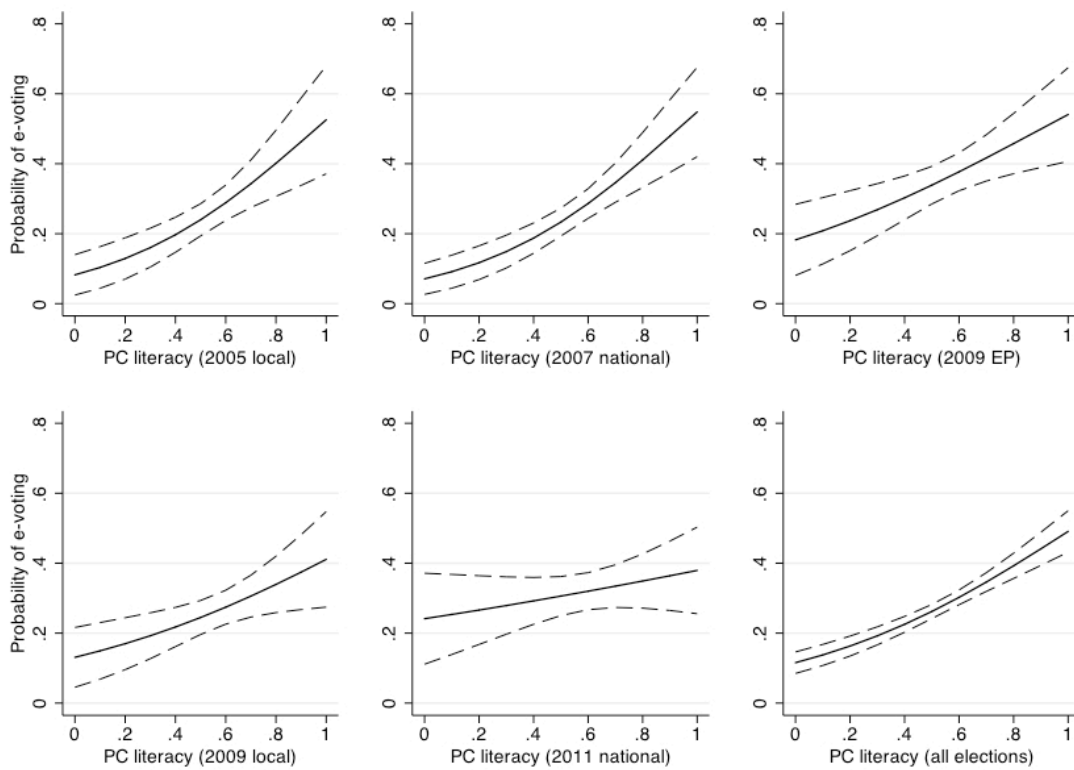 Probability of e-voting
.8
.6
.4
.2
0
0 .2 .4 .6 .8 1
PC literacy (2005 local)
.8
.6
.4
.2
0
0 .2 .4 .6 .8 1
PC literacy (2007 national)
.8
.6
.4
.2
0
0 .2 .4 .6 .8 1
PC literacy (2009 EP)
Probability of e-voting
.8
.6
.4
.2
0
0 .2 .4 .6 .8 1
PC literacy (2009 local)
.8
.6
.4
.2
0
0 .2 .4 .6 .8 1
PC literacy (2011 national)
.8
.6
.4
.2
0
0 .2 .4 .6 .8 1
PC literacy (all elections)